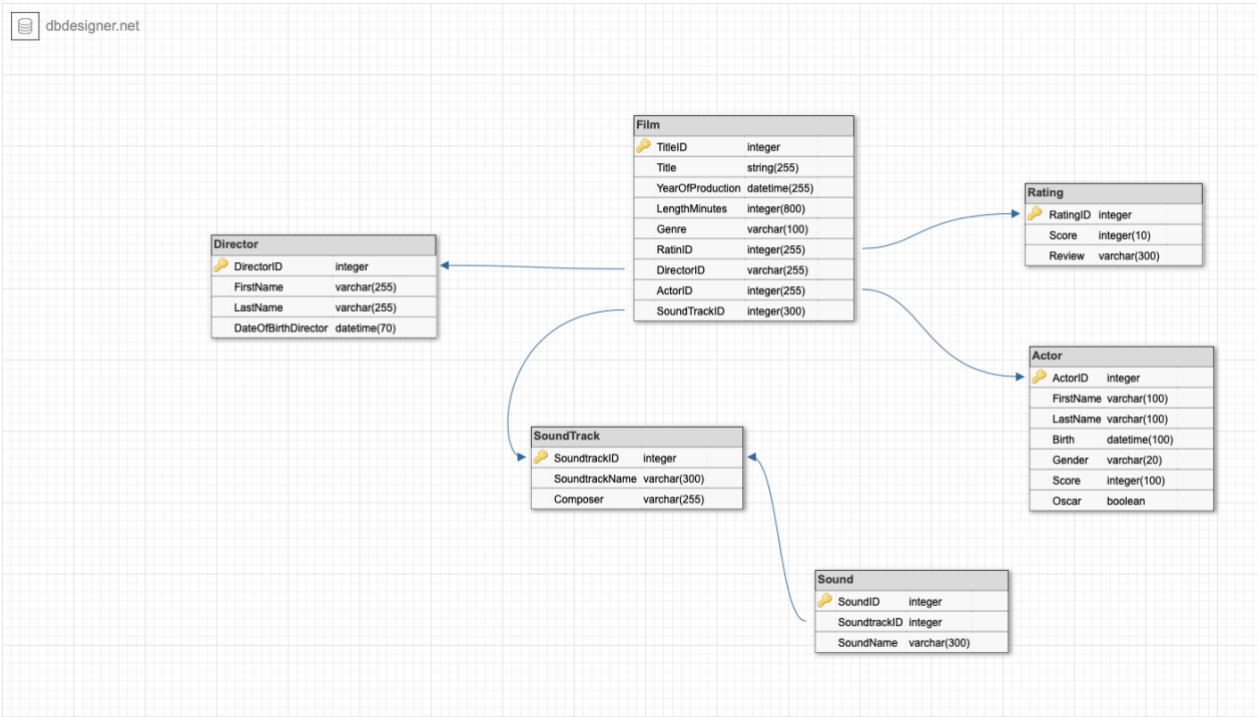 dbdesigner.net
Film
TitleID integer
Title string(255)
YearOfProduction datetime(255)
LengthMinutes integer(800)
Genre varchar(100)
RatinID integer(255)
DirectorID varchar(255)
ActorID integer(255)
SoundTrackID integer(300)
Rating
RatingID integer
Score integer(10)
Review varchar(300)
Director
DirectorID integer
FirstName varchar(255)
LastName varchar(255)
DateOfBirthDirector datetime(70)
Actor
ActorID integer
FirstName varchar(100)
LastName varchar(100)
Birth datetime(100)
Gender varchar(20)
Score integer(100)
Oscar boolean
SoundTrack
SoundtrackID integer
SoundtrackName varchar(300)
Composer varchar(255)
Sound
SoundID integer
SoundtrackID integer
SoundName varchar(300)